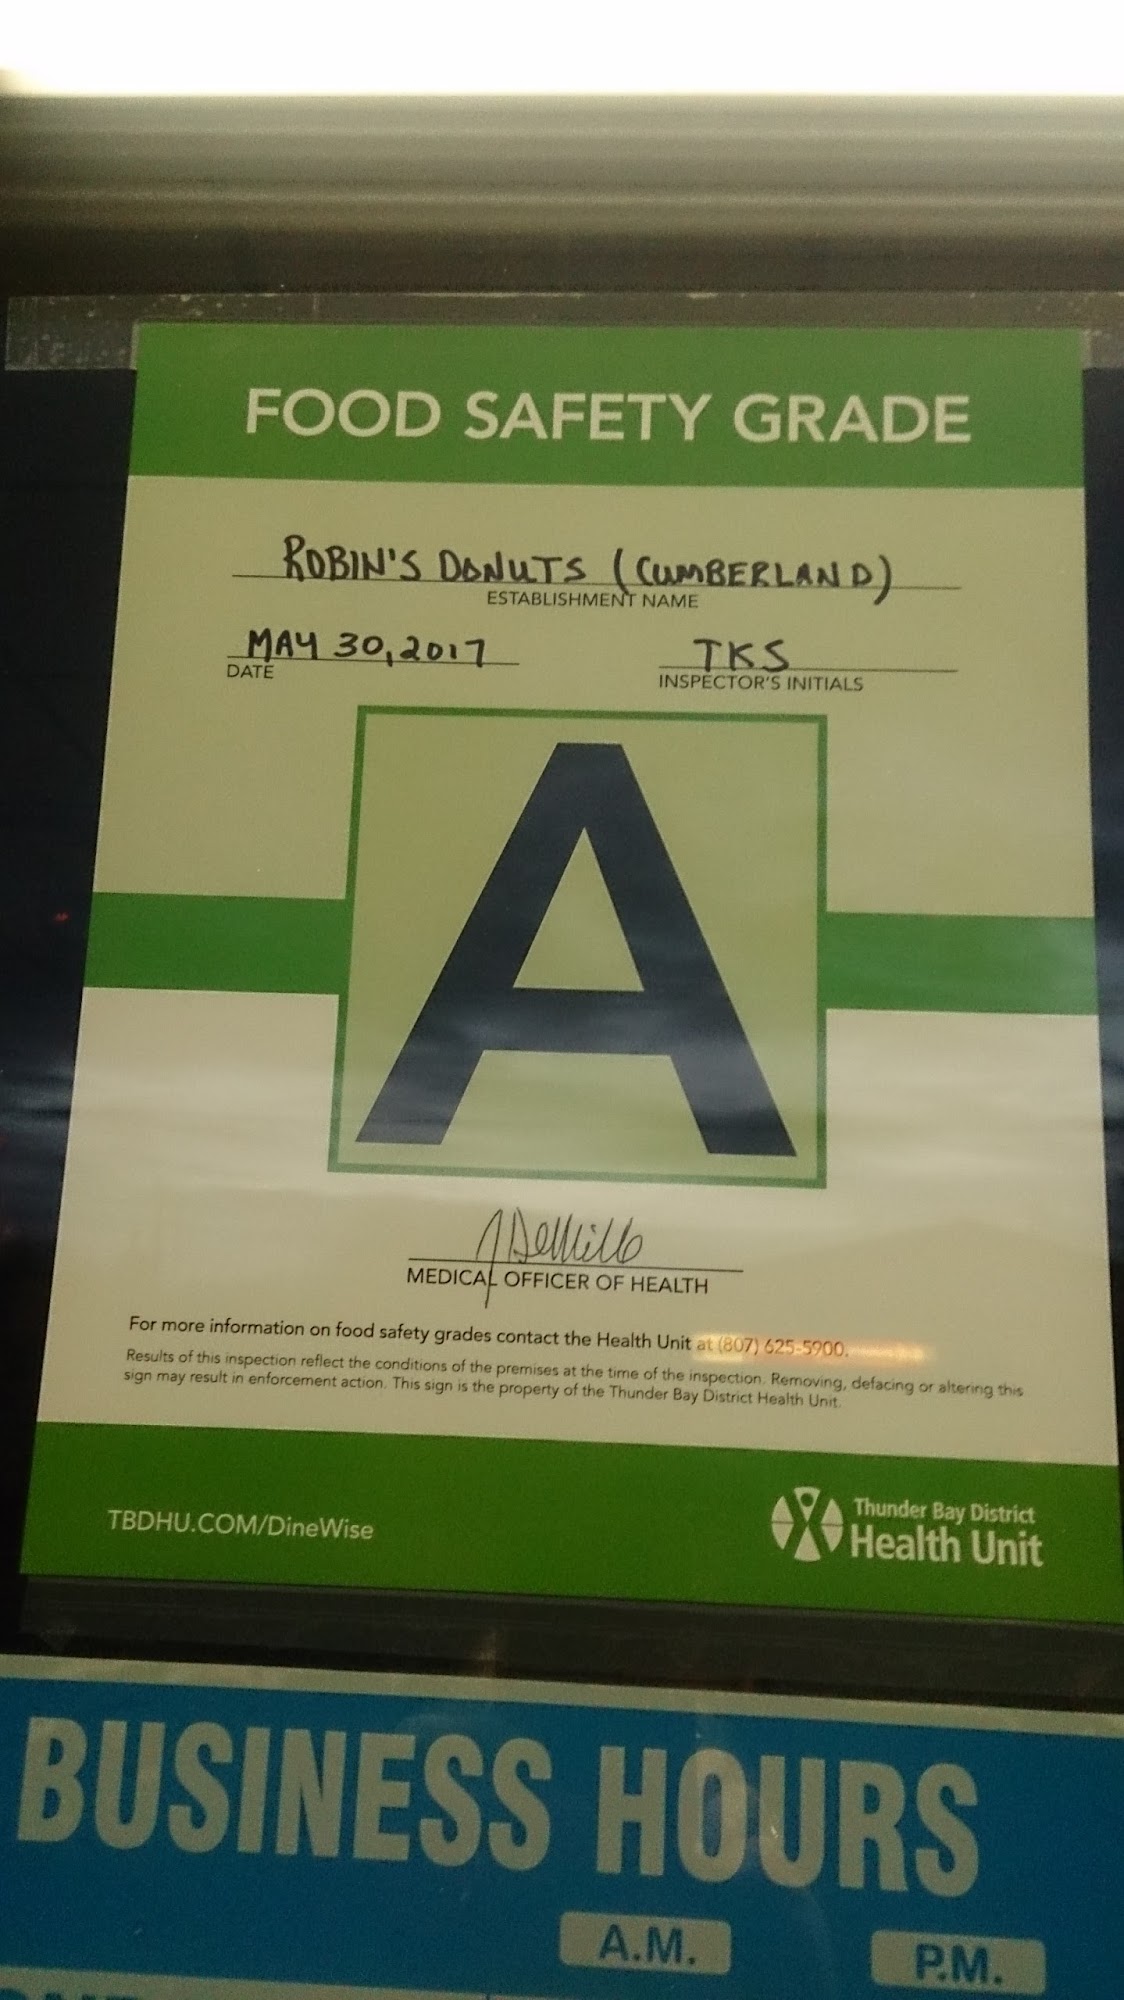 FOOD SAFETY GRADE
ROBIN'S DONUTS (CUMBERLAND)
ESTABLISHMENT NAME
MAY 30, 2017 TKS
DATE INSPECTOR'S INITIALS
A
MEDICAL OFFICER OF HEALTH
For more information on food safety grades contact the Health Unit at (807) 625-5900.
Results of this inspection reflect the conditions of the premises at the time of the inspection. Removing, defacing or altering this
sign may result in enforcement action. This sign is the property of the Thunder Bay District Health Unit.
TBDHU.COM/DineWise
Thunder Bay District
Health Unit
BUSINESS HOURS
A.M. P.M.